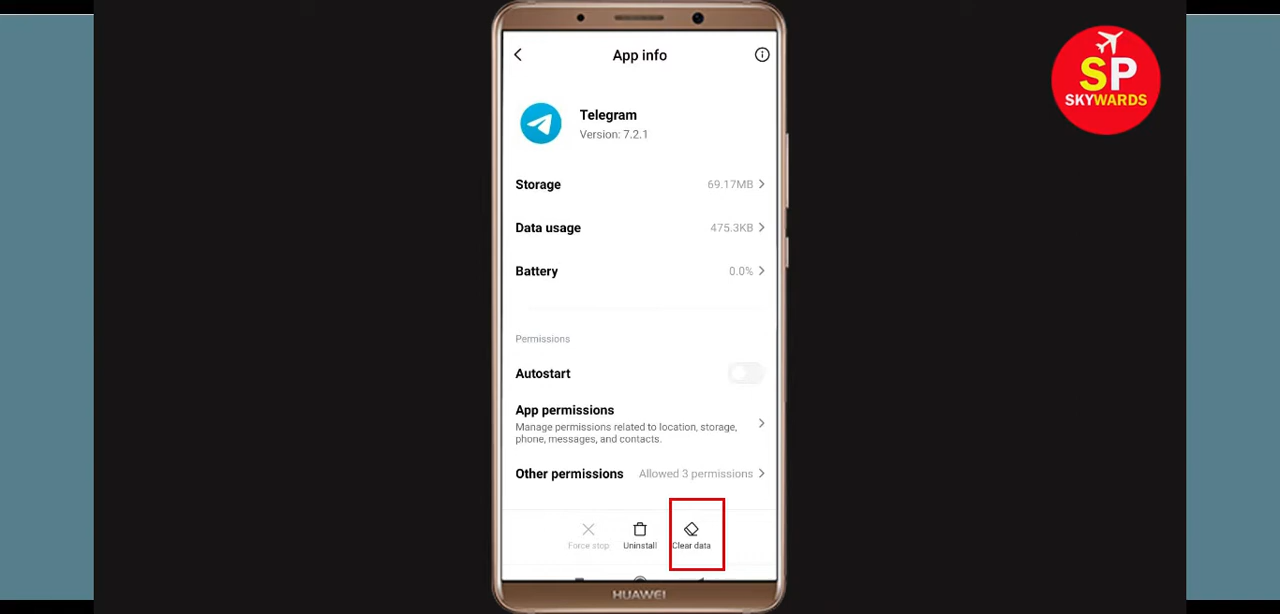 App info
SP
SKYWARDS
Telegram
Version: 7.2.1
Storage 69.17MB
Data usage 475.3KB
Battery 0.0%
Permissions
Autostart
App permissions
Manage permissions related to location, storage,
phone, messages, and contacts.
Other permissions Allowed 3 permissions
Force stop Uninstall Clear data
HUAWEI